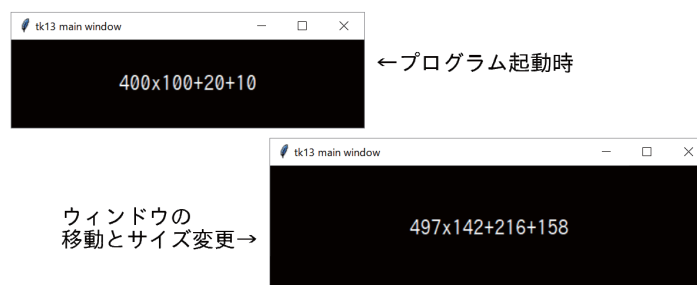 tk13 main window
400x100+20+10
←プログラム起動時
tk13 main window
497x142+216+158
ウィンドウの
移動とサイズ変更→